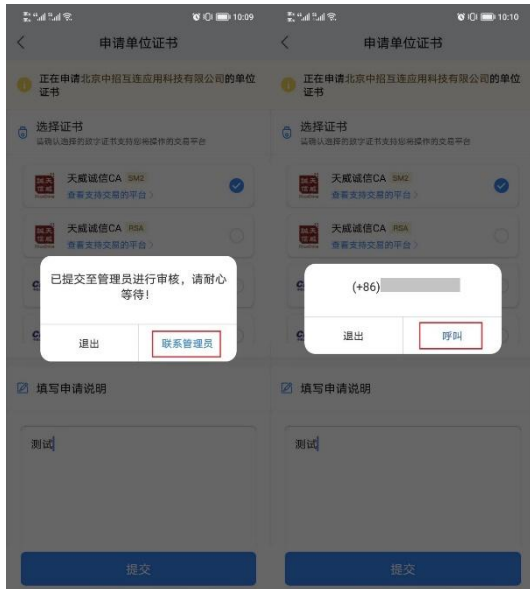 10:09
申请单位证书
正在申请北京中招互连应用科技有限公司的单位
证书
选择证书
请确认选择的数字证书支持您将操作的交易平台
天威诚信CA SM2
查看支持交易的平台
天威诚信CA RSA
查看支持交易的平台
已提交至管理员进行审核，请耐心
等待！
退出 联系管理员
填写申请说明
测试
提交
10:10
申请单位证书
正在申请北京中招互连应用科技有限公司的单位
证书
选择证书
请确认选择的数字证书支持您将操作的交易平台
天威诚信CA SM2
查看支持交易的平台
天威诚信CA RSA
查看支持交易的平台
(+86)
退出 呼叫
填写申请说明
测试
提交